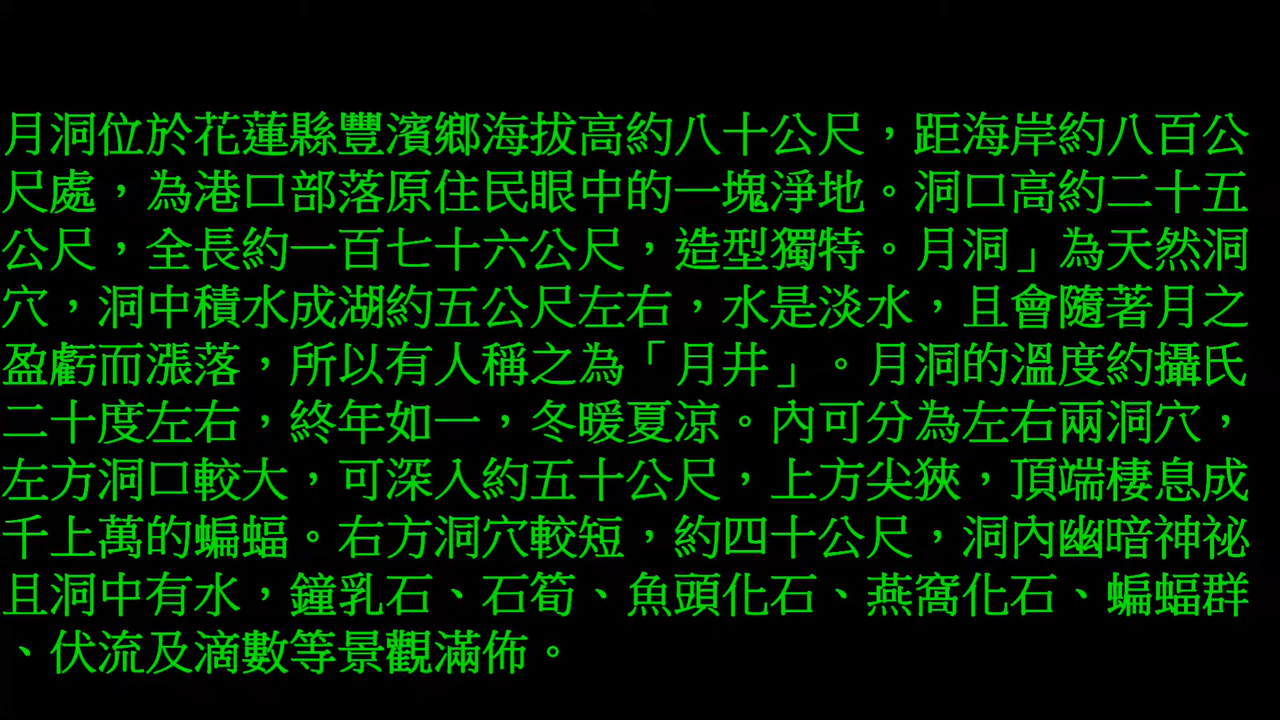 月洞位於花蓮縣豐濱鄉海拔高約八十公尺，距海岸約八百公
尺處，為港口部落原住民眼中的一塊淨地。洞口高約二十五
公尺，全長約一百七十六公尺，造型獨特。月洞」為天然洞
穴，洞中積水成湖約五公尺左右，水是淡水，且會隨著月之
盈虧而漲落，所以有人稱之為「月井」。月洞的溫度約攝氏
二十度左右，終年如一，冬暖夏涼。內可分為左右兩洞穴，
左方洞口較大，可深入約五十公尺，上方尖狹，頂端棲息成
千上萬的蝙蝠。右方洞穴較短，約四十公尺，洞內幽暗神祕
且洞中有水，鐘乳石、石筍、魚頭化石、燕窩化石、蝙蝠群
、伏流及滴數等景觀滿佈。